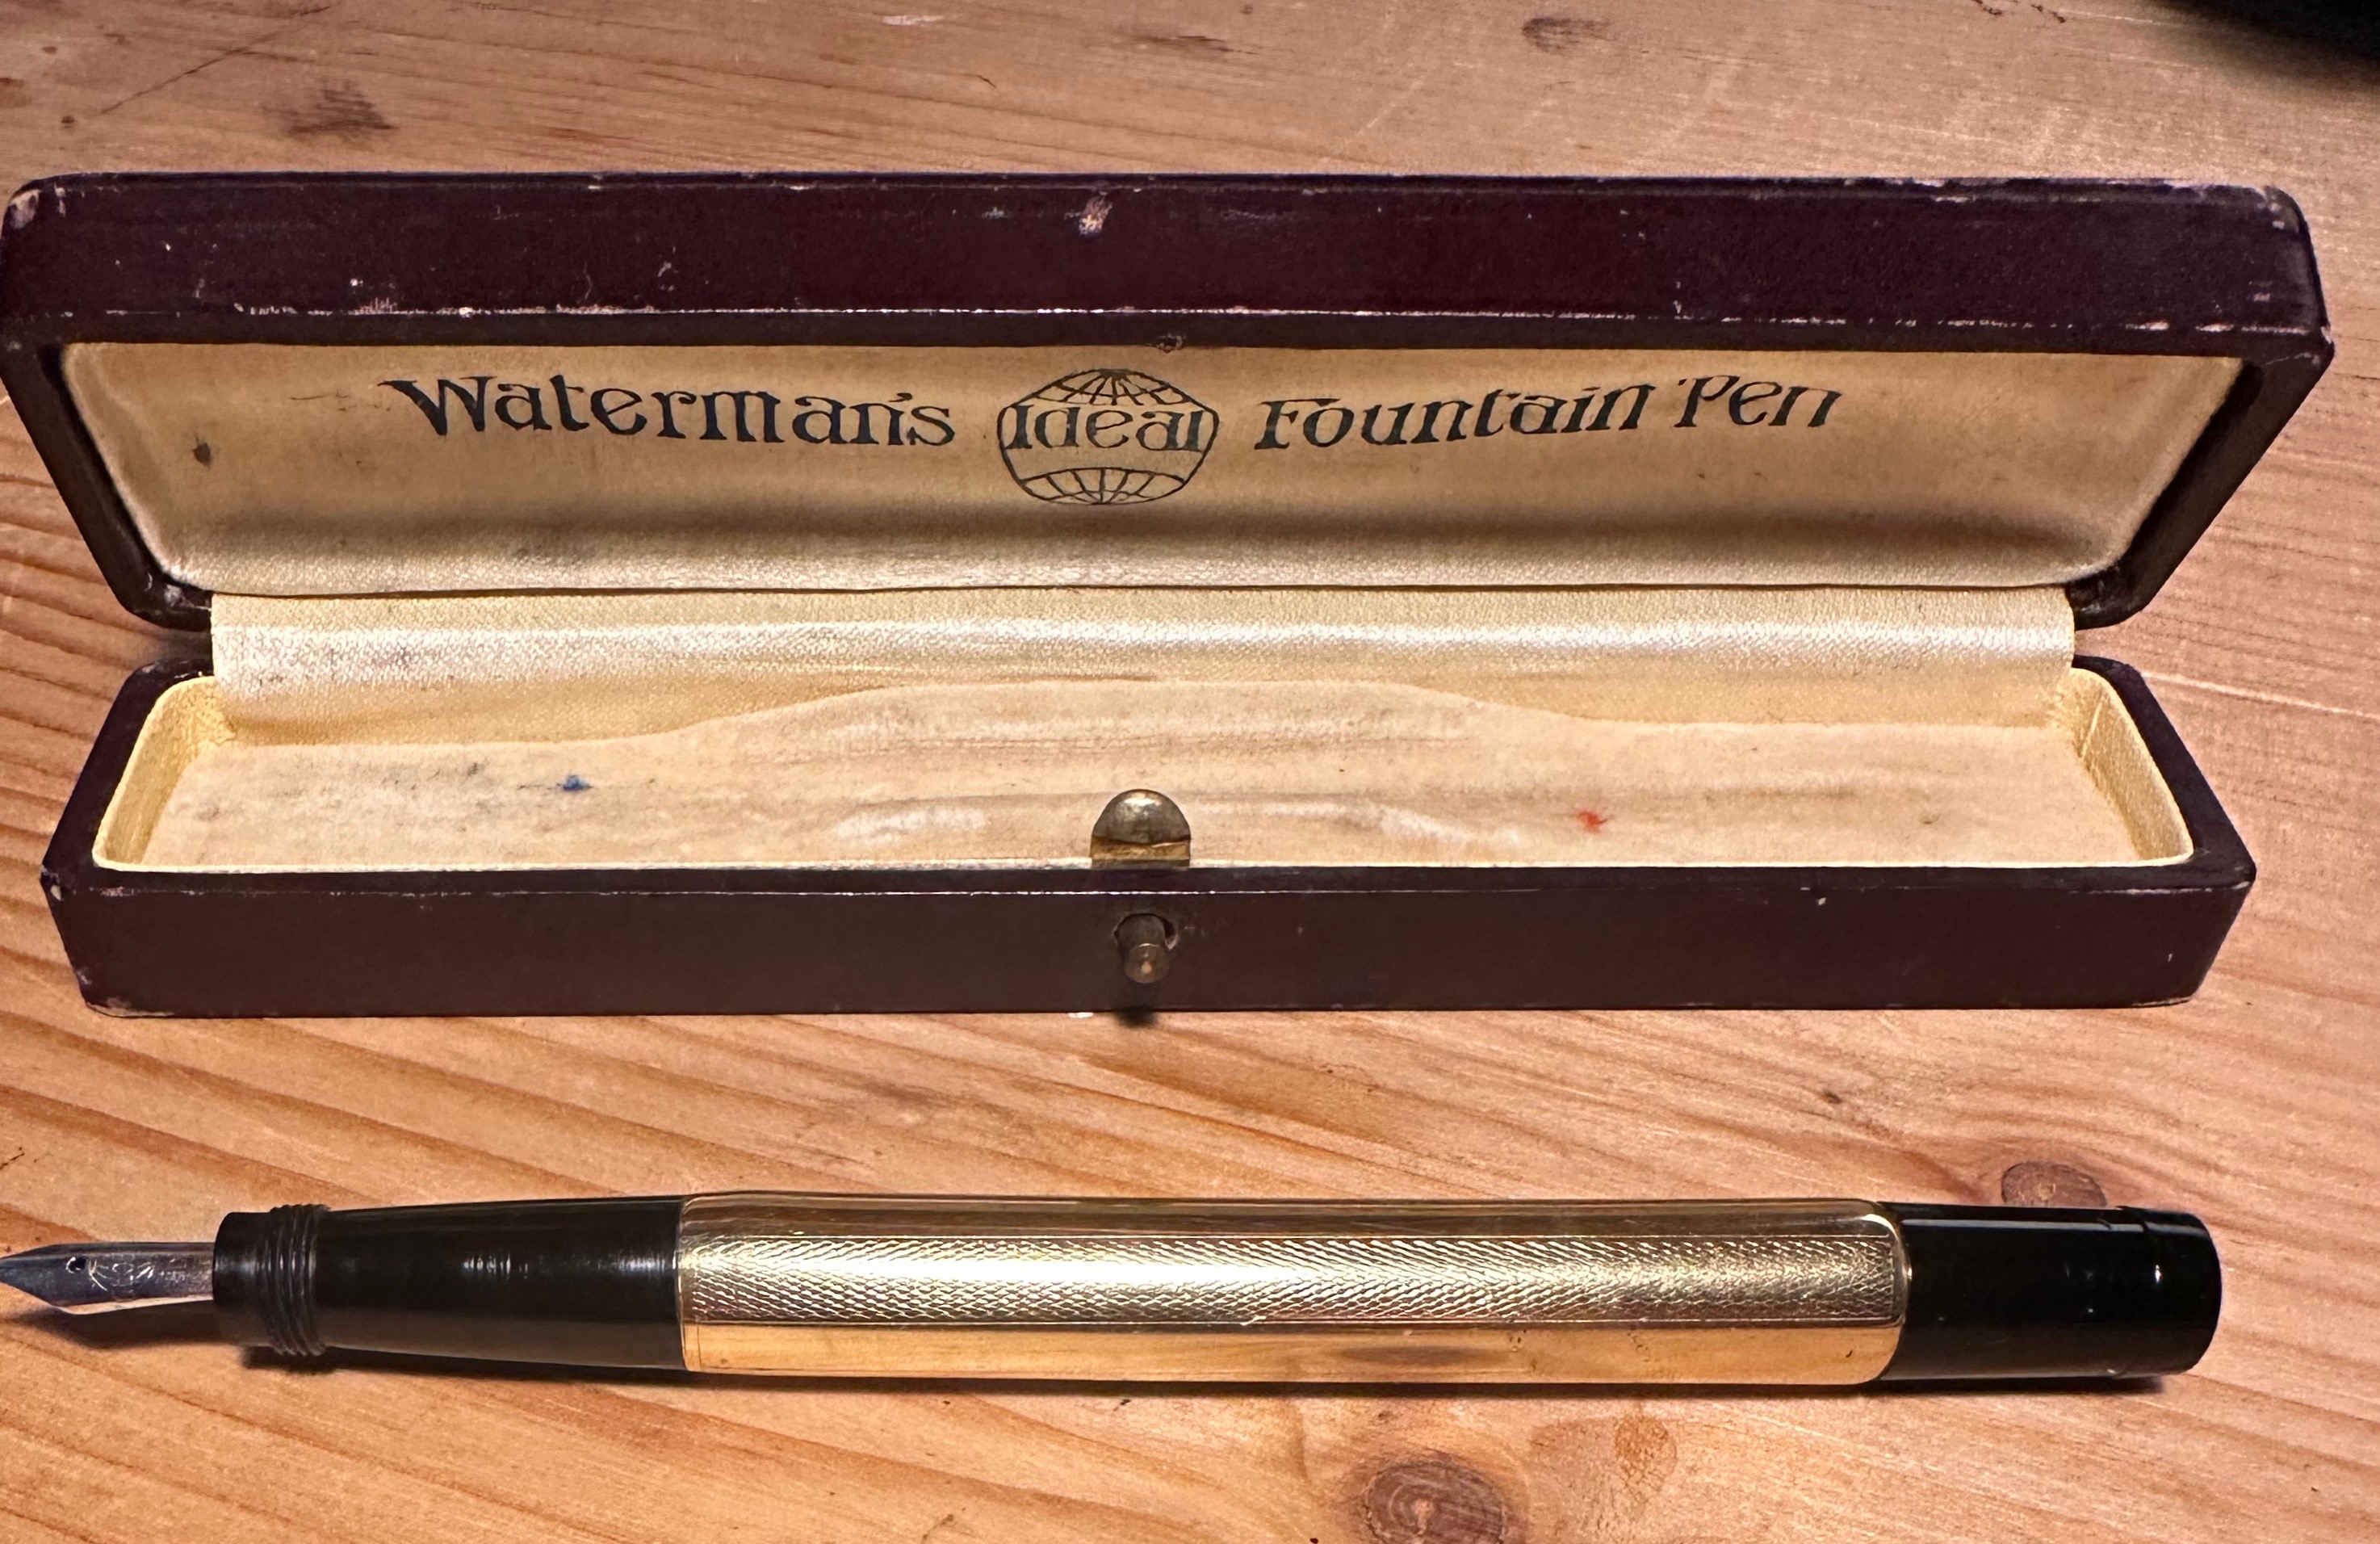 Waterman's Ideal Fountain Pen